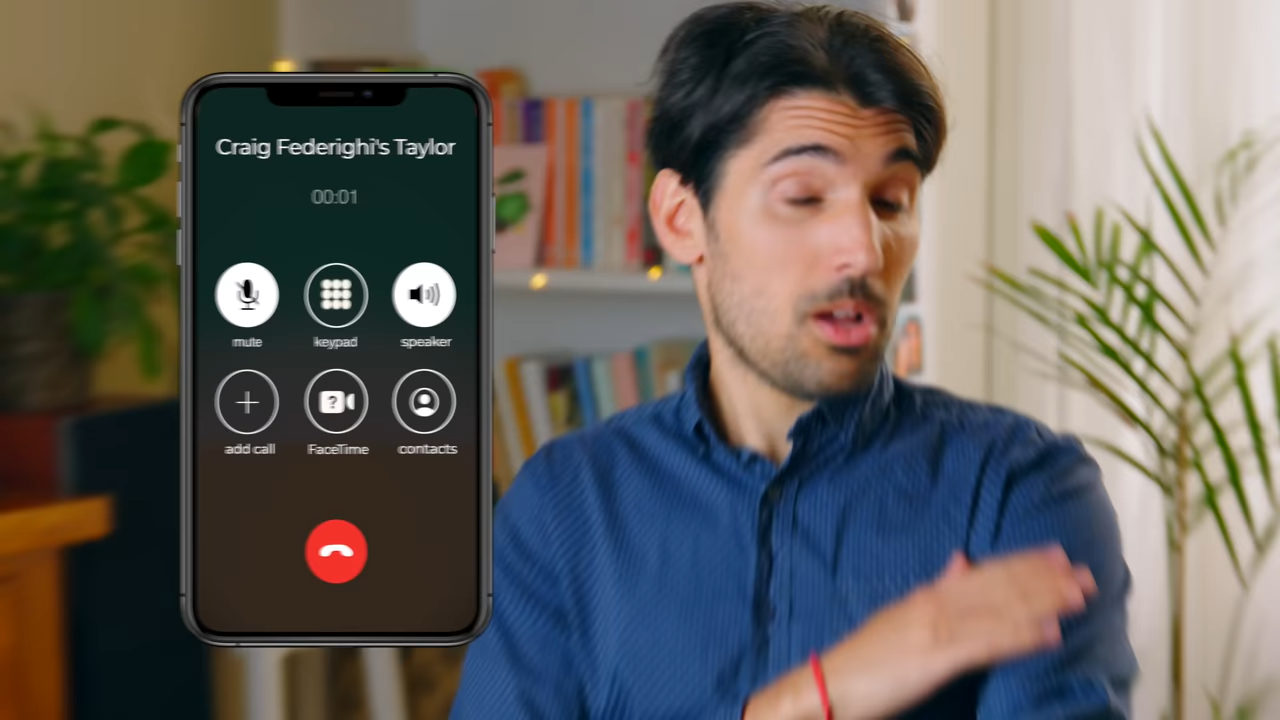 Craig Federighi's Taylor
00:01
mute keypad speaker
?
add call FaceTime contacts